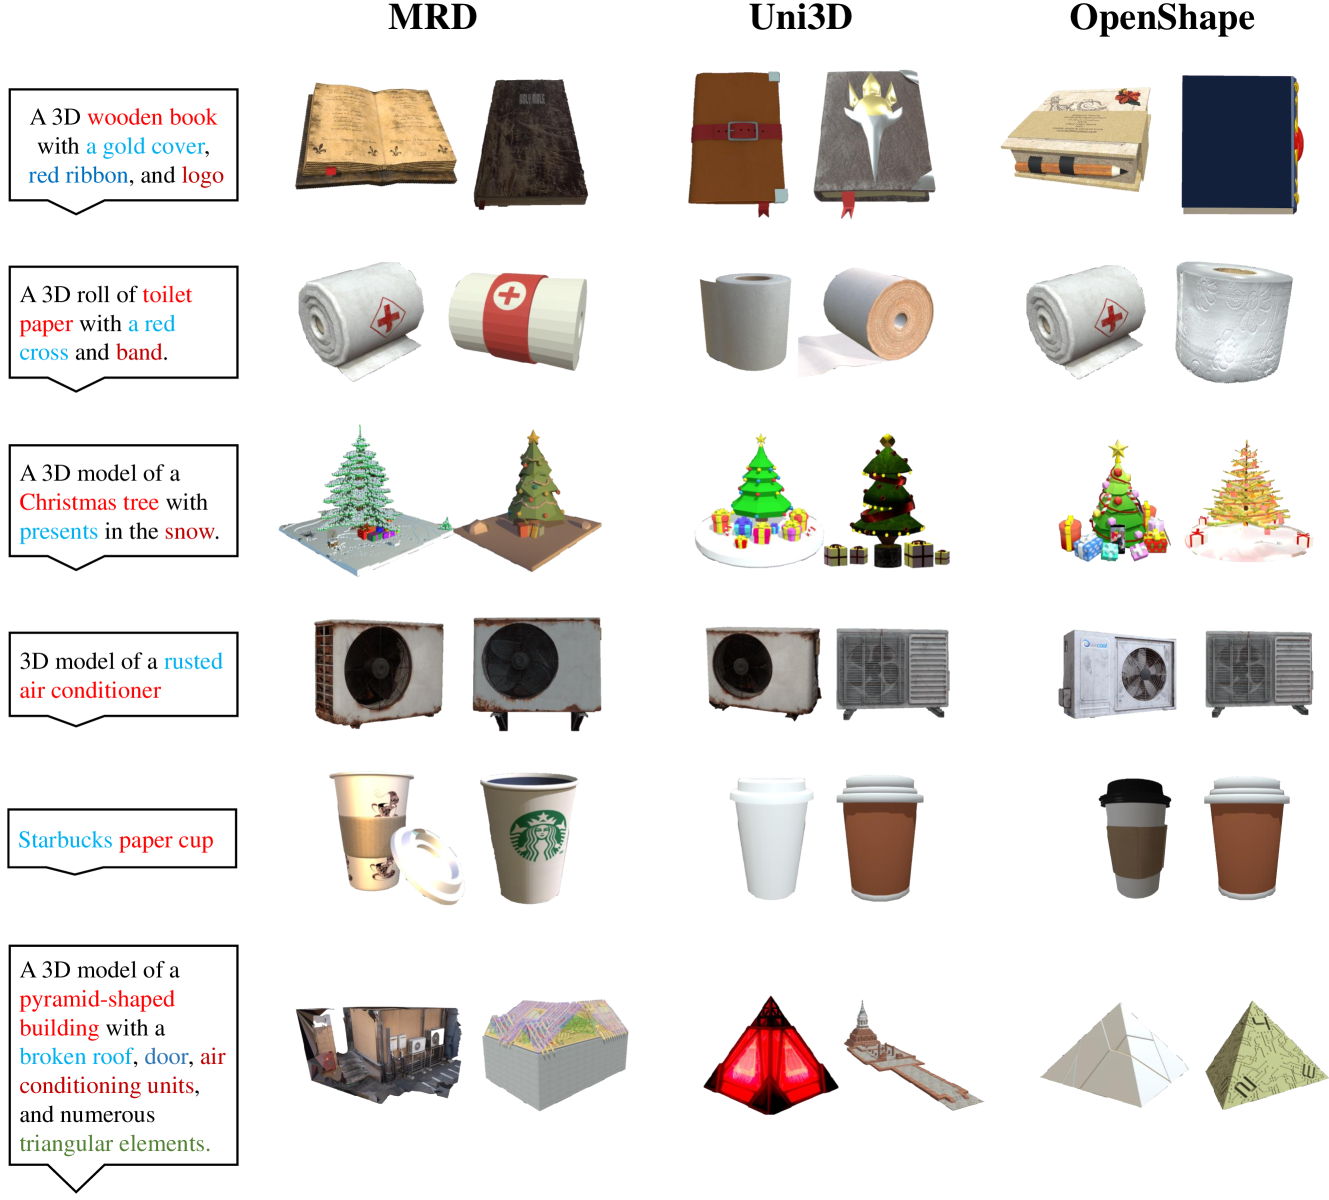 MRD Uni3D OpenShape
A 3D wooden book
with a gold cover,
red ribbon, and logo
HOLY BIBLE
A 3D roll of toilet
paper with a red
cross and band.
A 3D model of a
Christmas tree with
presents in the snow.
3D model of a rusted
air conditioner
Starbucks paper cup
A 3D model of a
pyramid-shaped
building with a
broken roof, door, air
conditioning units,
and numerous
triangular elements.